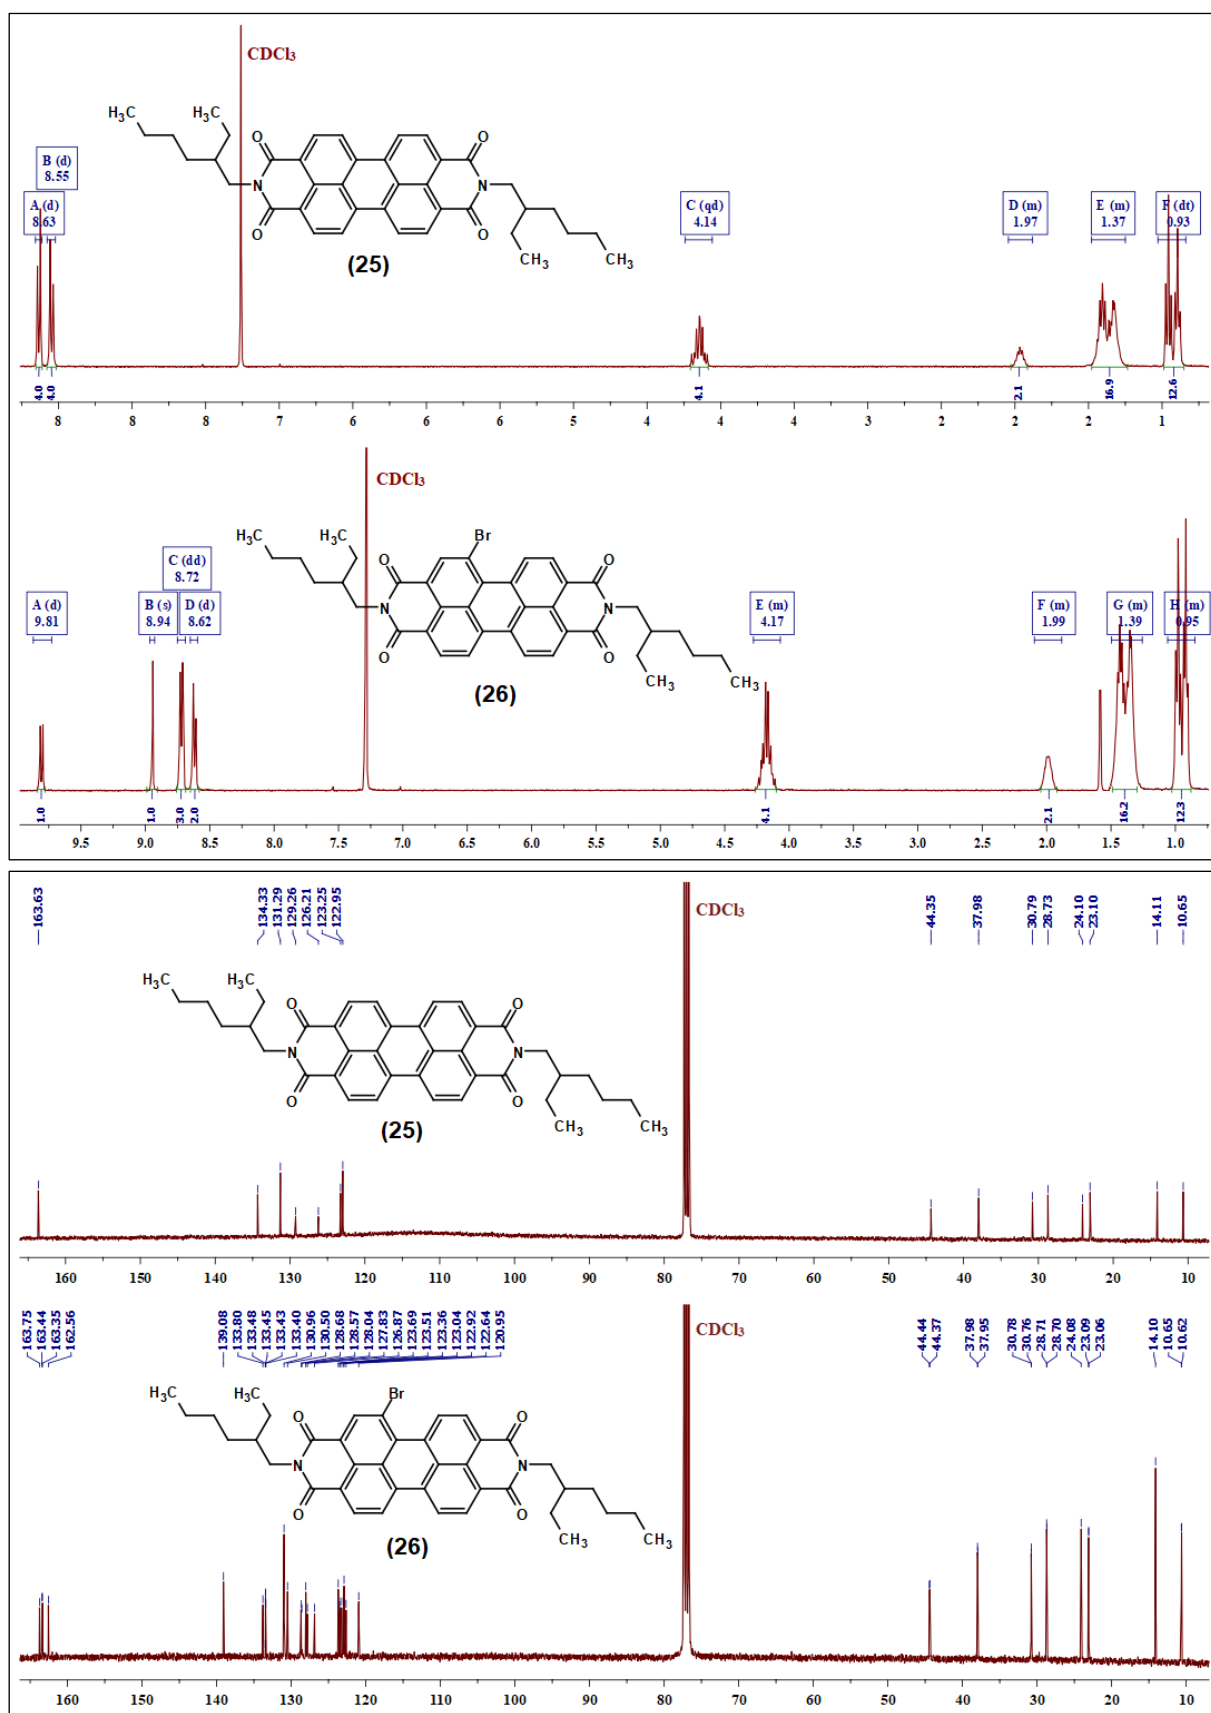 CDCl₃
H₃C CH₃
O O
B (d)
8.55
A (d)
8.63
N N
O O
C (qd)
4.14
D (m)
1.97
E (m)
1.37
F (dt)
0.93
CH₃ CH₃
(25)
4.0 4.0 4.1 2.1 16.9 12.6
8 8 7 6 6 5 4 4 3 2 2 1
CDCl₃
H₃C CH₃ Br
O O
C (dd)
8.72
A (d)
9.81
B (s)
8.94
D (d)
8.62
N N
O O
E (m)
4.17
F (m)
1.99
G (m)
1.39
H (m)
0.95
CH₃ CH₃
(26)
1.0 1.0 3.0 2.0 4.1 2.1 16.2 12.3
9.5 9.0 8.5 8.0 7.5 7.0 6.5 6.0 5.5 5.0 4.5 4.0 3.5 3.0 2.5 2.0 1.5 1.0
163.63 134.33 131.29 129.26 126.21 123.25 122.95 44.35 37.98 30.79 28.73 24.10 23.10 14.11 10.65
CDCl₃
H₃C CH₃
O O
N N
O O
CH₃ CH₃
(25)
160 150 140 130 120 110 100 90 80 70 60 50 40 30 20 10
163.75 163.44 163.35 162.56 139.08 133.80 133.48 133.45 133.43 133.40 130.96 130.50 128.68 128.57 128.04 127.83 126.87 123.69 123.51 123.36 123.04 122.92 122.64 120.95 44.44 44.37 37.98 37.95 30.78 30.76 28.71 28.70 24.08 23.09 23.06 14.10 10.65 10.62
CDCl₃
H₃C CH₃ Br
O O
N N
O O
CH₃ CH₃
(26)
160 150 140 130 120 110 100 90 80 70 60 50 40 30 20 10